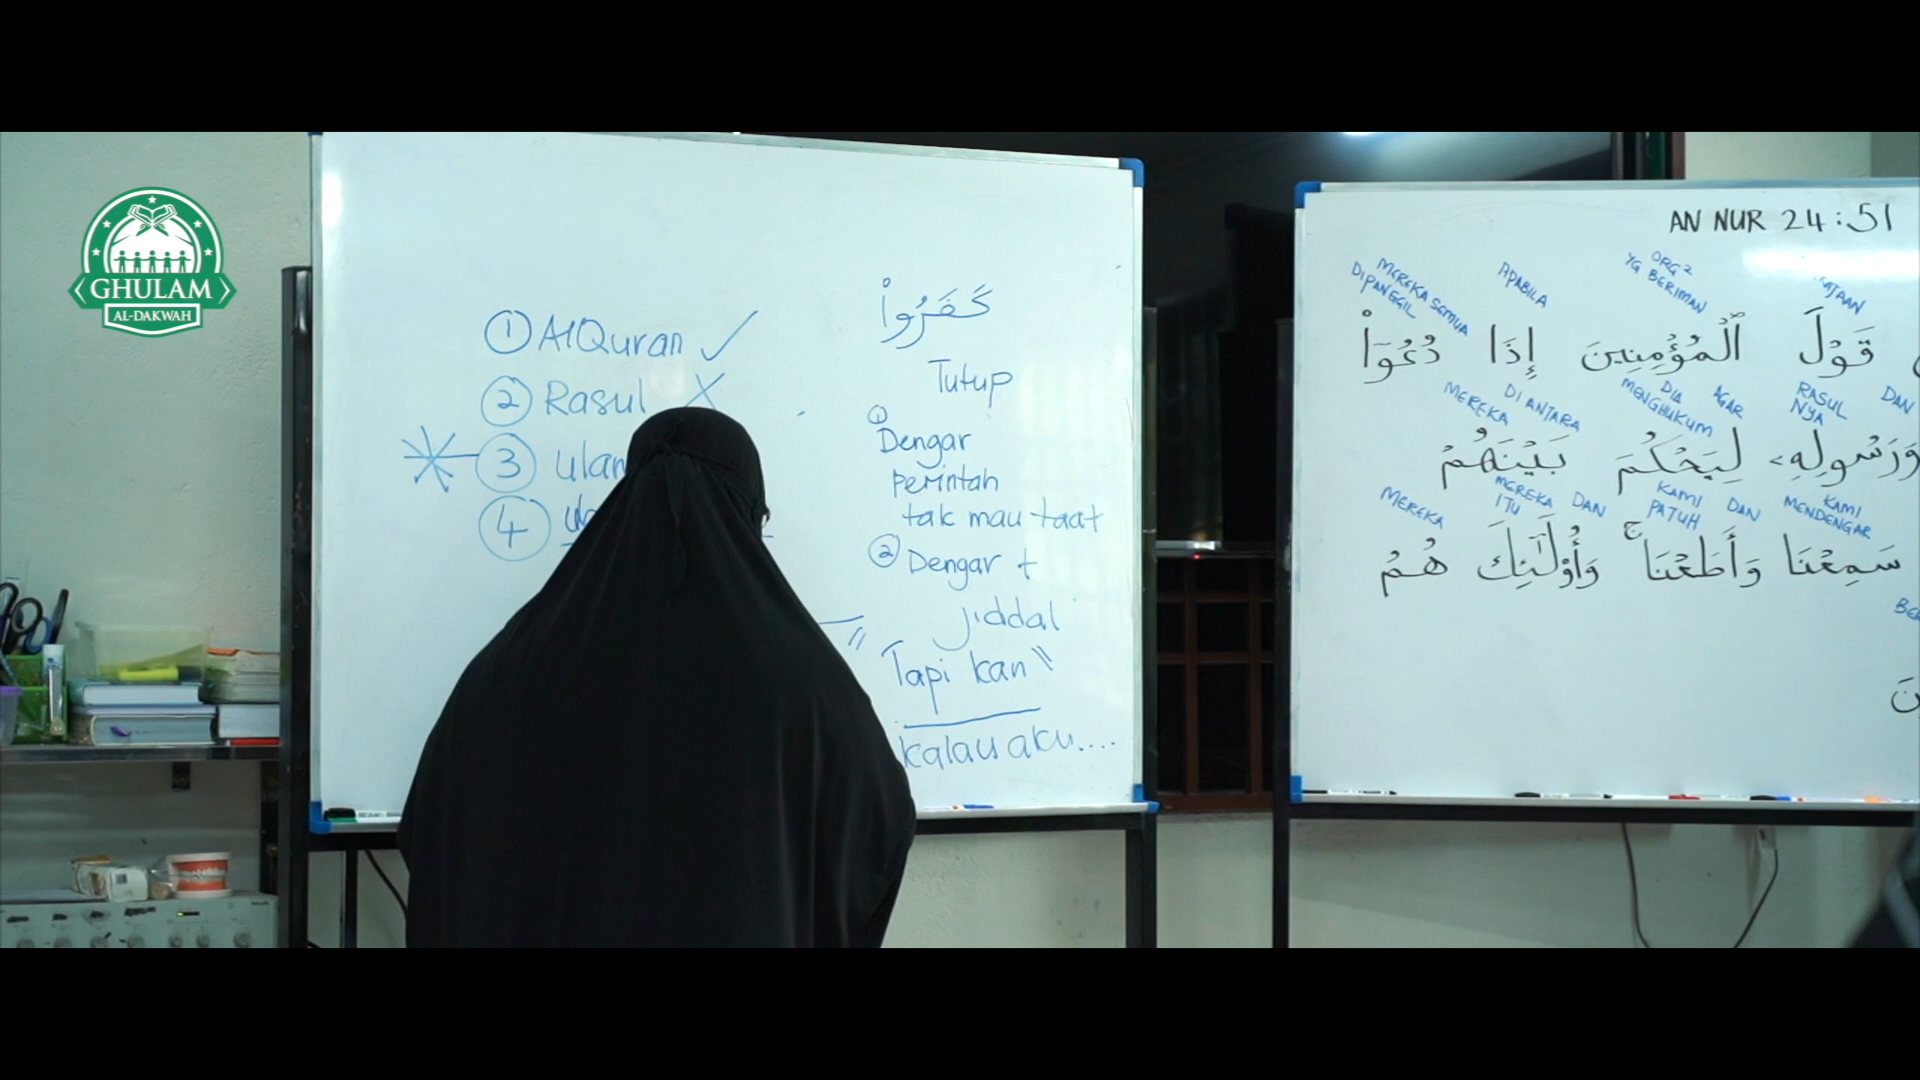 GHULAM
AL-DAKWAH
① AlQuran ✓
② Rasul X
③
④
كَفَرُوا۟
Tutup
①
Dengar
perintah
tak mau taat
② Dengar +
jiddal
"Tapi kan"
kalau aku....
AN NUR 24:51
MEREKA SEMUA DIPANGGIL APABILA ORG2 YG BERIMAN
قَوْلَ ٱلْمُؤْمِنِينَ إِذَا دُعُوٓا۟
MEREKA DI ANTARA DIA MENGHUKUM AGAR RASUL NYA DAN
وَرَسُولِهِۦ لِيَحْكُمَ بَيْنَهُمْ
MEREKA MEREKA ITU DAN KAMI PATUH DAN KAMI MENDENGAR
سَمِعْنَا وَأَطَعْنَا ۚ وَأُو۟لَـٰٓئِكَ هُمُ